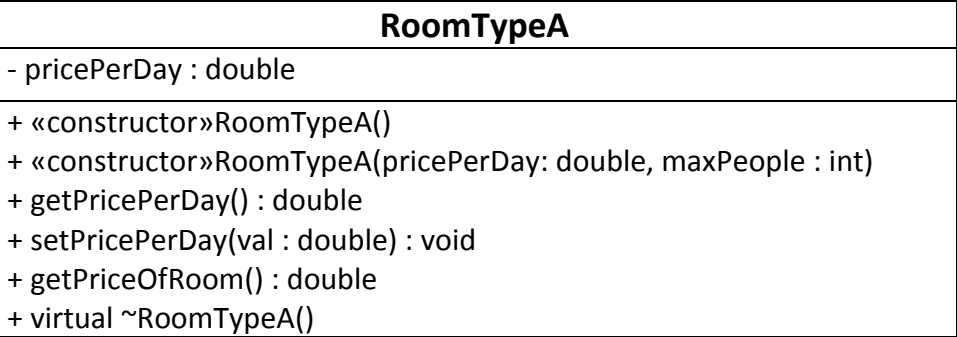 RoomTypeA
- pricePerDay : double
+ «constructor»RoomTypeA()
+ «constructor»RoomTypeA(pricePerDay: double, maxPeople : int)
+ getPricePerDay() : double
+ setPricePerDay(val : double) : void
+ getPriceOfRoom() : double
+ virtual ~RoomTypeA()